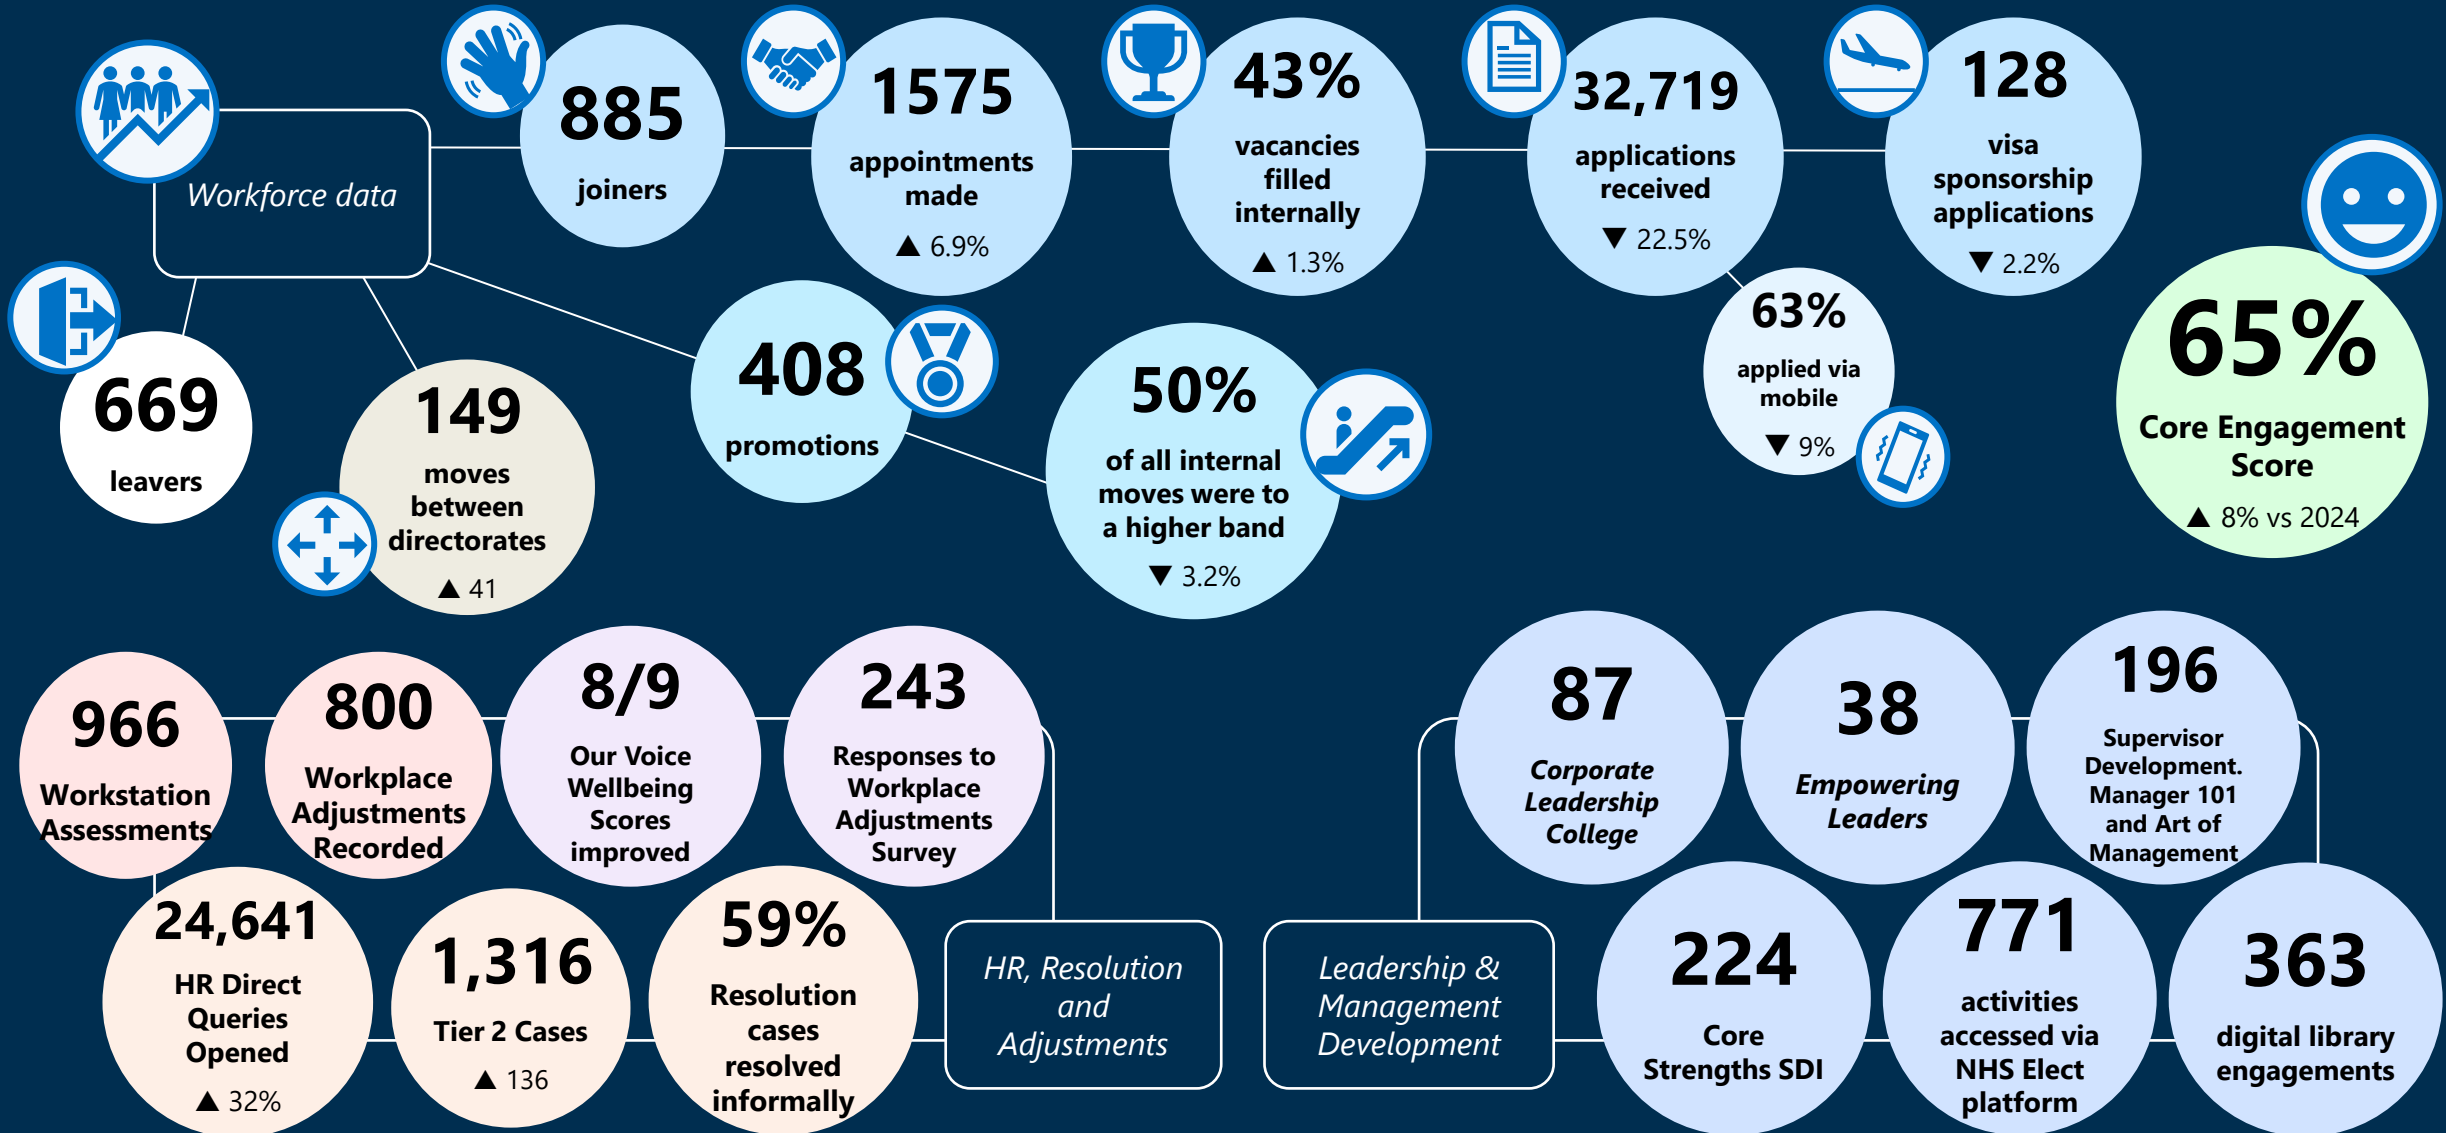 Workforce data
885
joiners
1575
appointments
made
▲ 6.9%
43%
vacancies
filled
internally
▲ 1.3%
32,719
applications
received
▼ 22.5%
128
visa
sponsorship
applications
▼ 2.2%
63%
applied via
mobile
▼ 9%
65%
Core Engagement
Score
▲ 8% vs 2024
669
leavers
149
moves
between
directorates
▲ 41
408
promotions
50%
of all internal
moves were to
a higher band
▼ 3.2%
966
Workstation
Assessments
800
Workplace
Adjustments
Recorded
8/9
Our Voice
Wellbeing
Scores
improved
243
Responses to
Workplace
Adjustments
Survey
24,641
HR Direct
Queries
Opened
▲ 32%
1,316
Tier 2 Cases
▲ 136
59%
Resolution
cases
resolved
informally
HR, Resolution
and
Adjustments
Leadership &
Management
Development
87
Corporate
Leadership
College
38
Empowering
Leaders
196
Supervisor
Development.
Manager 101
and Art of
Management
224
Core
Strengths SDI
771
activities
accessed via
NHS Elect
platform
363
digital library
engagements